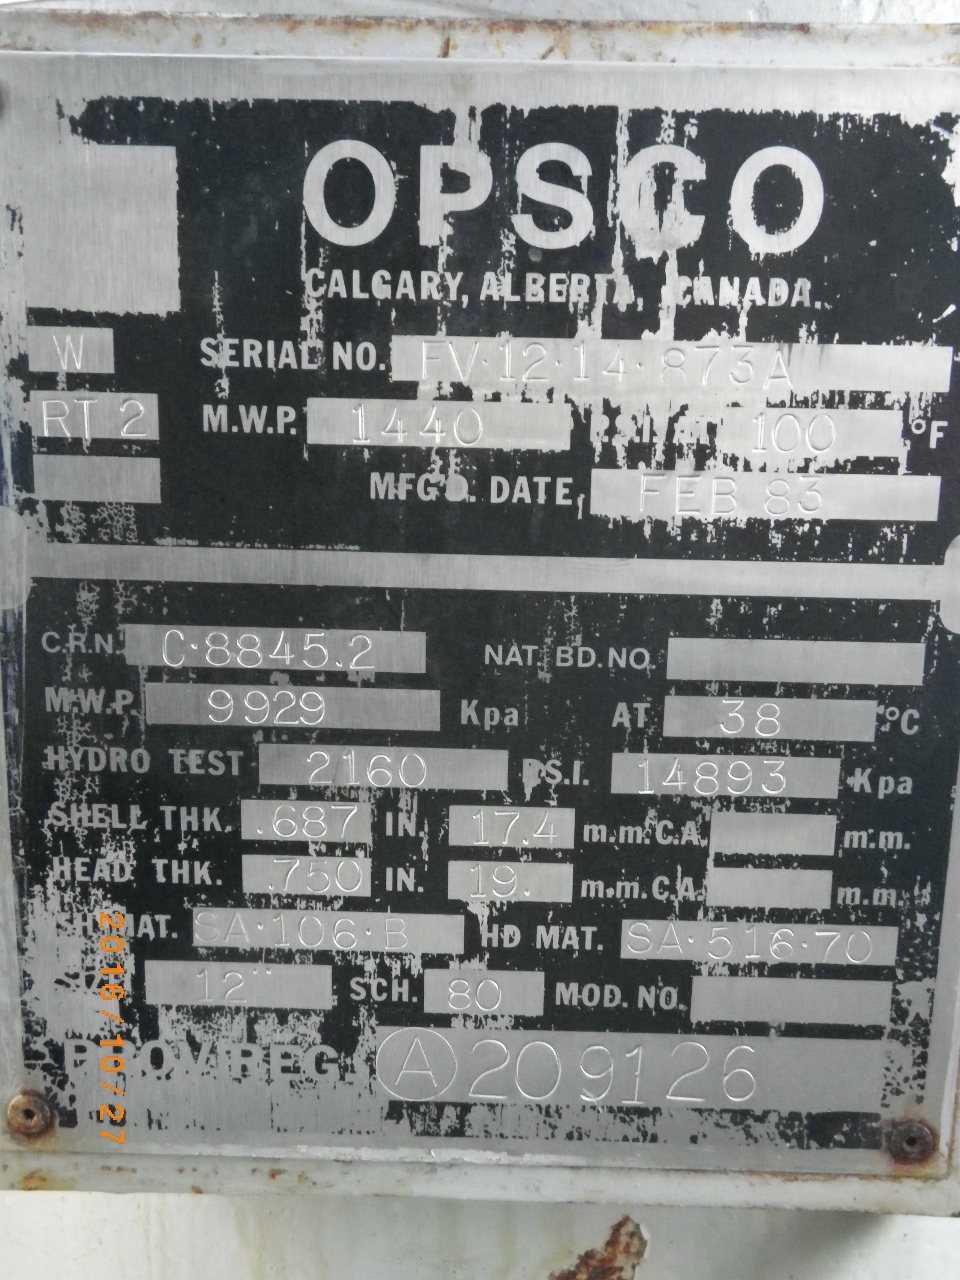 OPSCO
CALGARY, ALBERTA, CANADA.
W SERIAL NO. FV·12·14·873A
RT 2 M.W.P. 1440 P.S.I. AT 100 °F
MFG'D. DATE FEB 83
C.R.N. C·8845.2 NAT. BD. NO.
M.W.P. 9929 Kpa AT 38 °C
HYDRO TEST 2160 P.S.I. 14893 Kpa
SHELL THK. .687 IN. 17.4 m.m. C.A. m.m.
HEAD THK. .750 IN. 19. m.m. C.A. m.m.
SH MAT. SA·106·B HD MAT. SA·516·70
12" SCH. 80 MOD. NO.
PROV. REG. A 209126
2016/10/27